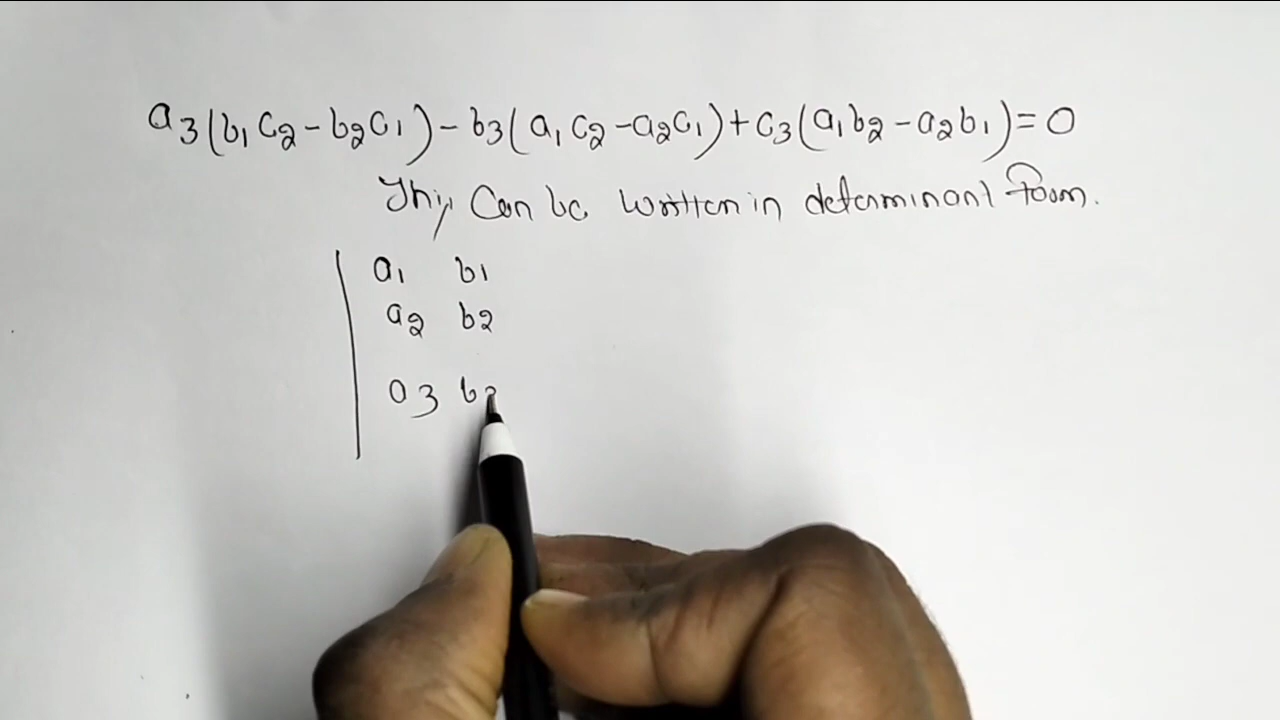 a3(b1c2-b2c1)-b3(a1c2-a2c1)+c3(a1b2-a2b1)=0
This can be written in determinant form.
a1 b1
a2 b2
a3 b3